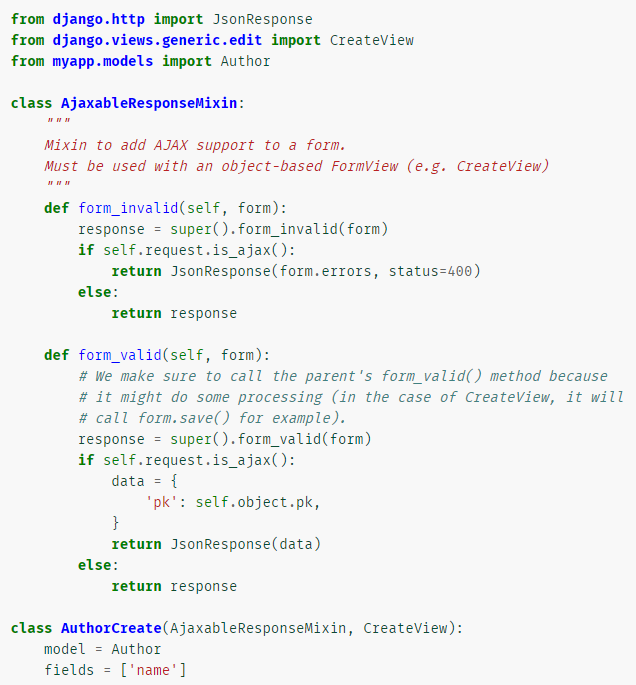 from django.http import JsonResponse
from django.views.generic.edit import CreateView
from myapp.models import Author

class AjaxableResponseMixin:
    """
    Mixin to add AJAX support to a form.
    Must be used with an object-based FormView (e.g. CreateView)
    """
    def form_invalid(self, form):
        response = super().form_invalid(form)
        if self.request.is_ajax():
            return JsonResponse(form.errors, status=400)
        else:
            return response

    def form_valid(self, form):
        # We make sure to call the parent's form_valid() method because
        # it might do some processing (in the case of CreateView, it will
        # call form.save() for example).
        response = super().form_valid(form)
        if self.request.is_ajax():
            data = {
                'pk': self.object.pk,
            }
            return JsonResponse(data)
        else:
            return response

class AuthorCreate(AjaxableResponseMixin, CreateView):
    model = Author
    fields = ['name']